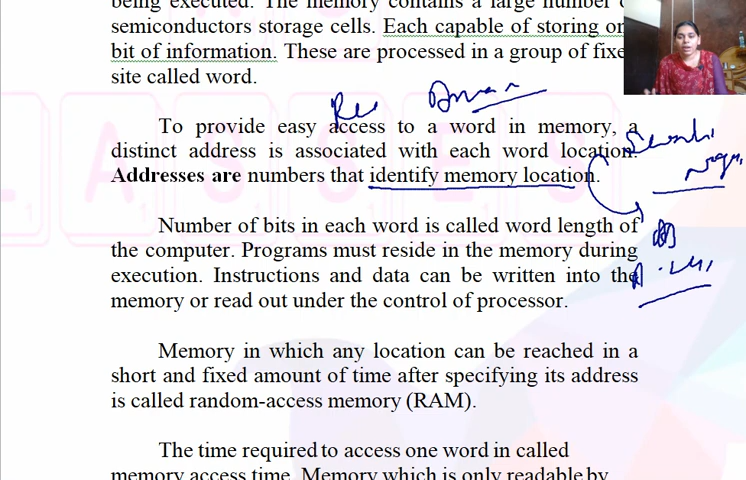 being executed. The memory contains a large number
semiconductors storage cells. Each capable of storing on
bit of information. These are processed in a group of fixe
site called word.
To provide easy access to a word in memory, a
distinct address is associated with each word location.
Addresses are numbers that identify memory location.
Number of bits in each word is called word length of
the computer. Programs must reside in the memory during
execution. Instructions and data can be written into the
memory or read out under the control of processor.
Memory in which any location can be reached in a
short and fixed amount of time after specifying its address
is called random-access memory (RAM).
The time required to access one word in called
memory access time. Memory which is only readable by